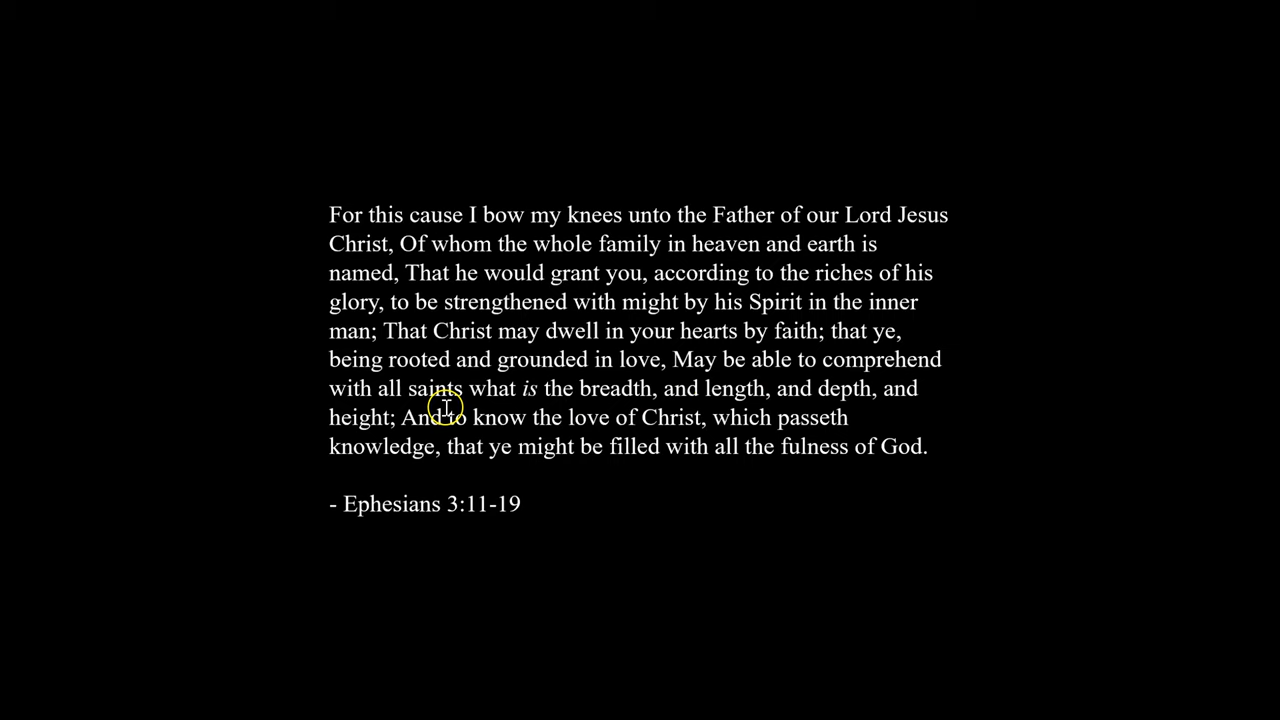 For this cause I bow my knees unto the Father of our Lord Jesus
Christ, Of whom the whole family in heaven and earth is
named, That he would grant you, according to the riches of his
glory, to be strengthened with might by his Spirit in the inner
man; That Christ may dwell in your hearts by faith; that ye,
being rooted and grounded in love, May be able to comprehend
with all saints what is the breadth, and length, and depth, and
height; And to know the love of Christ, which passeth
knowledge, that ye might be filled with all the fulness of God.
- Ephesians 3:11-19